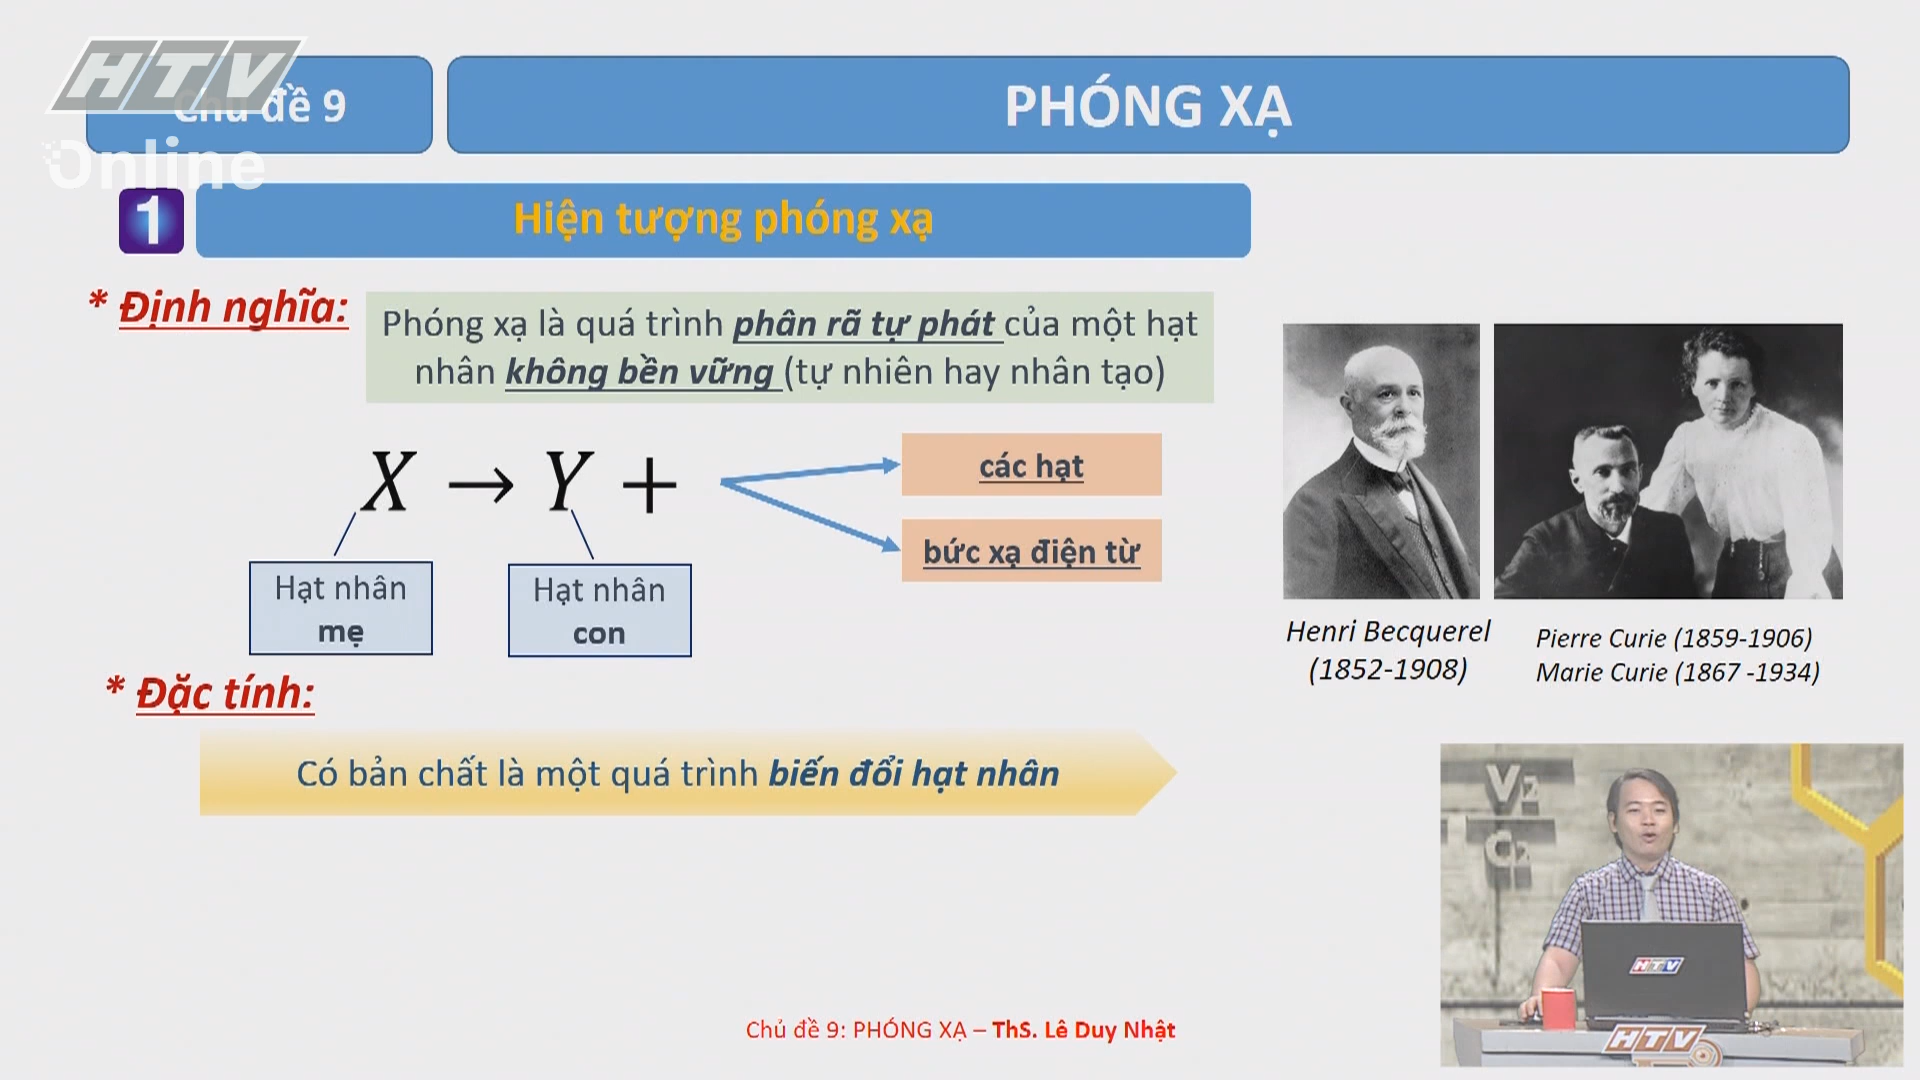 HTV
Online
Chủ đề 9
PHÓNG XẠ
1
Hiện tượng phóng xạ
* Định nghĩa:
Phóng xạ là quá trình phân rã tự phát của một hạt
nhân không bền vững (tự nhiên hay nhân tạo)
X → Y +
các hạt
bức xạ điện từ
Hạt nhân
mẹ
Hạt nhân
con
Henri Becquerel
(1852-1908)
Pierre Curie (1859-1906)
Marie Curie (1867 -1934)
* Đặc tính:
Có bản chất là một quá trình biến đổi hạt nhân
V2
C2
HTV
HTV
Chủ đề 9: PHÓNG XẠ – ThS. Lê Duy Nhật